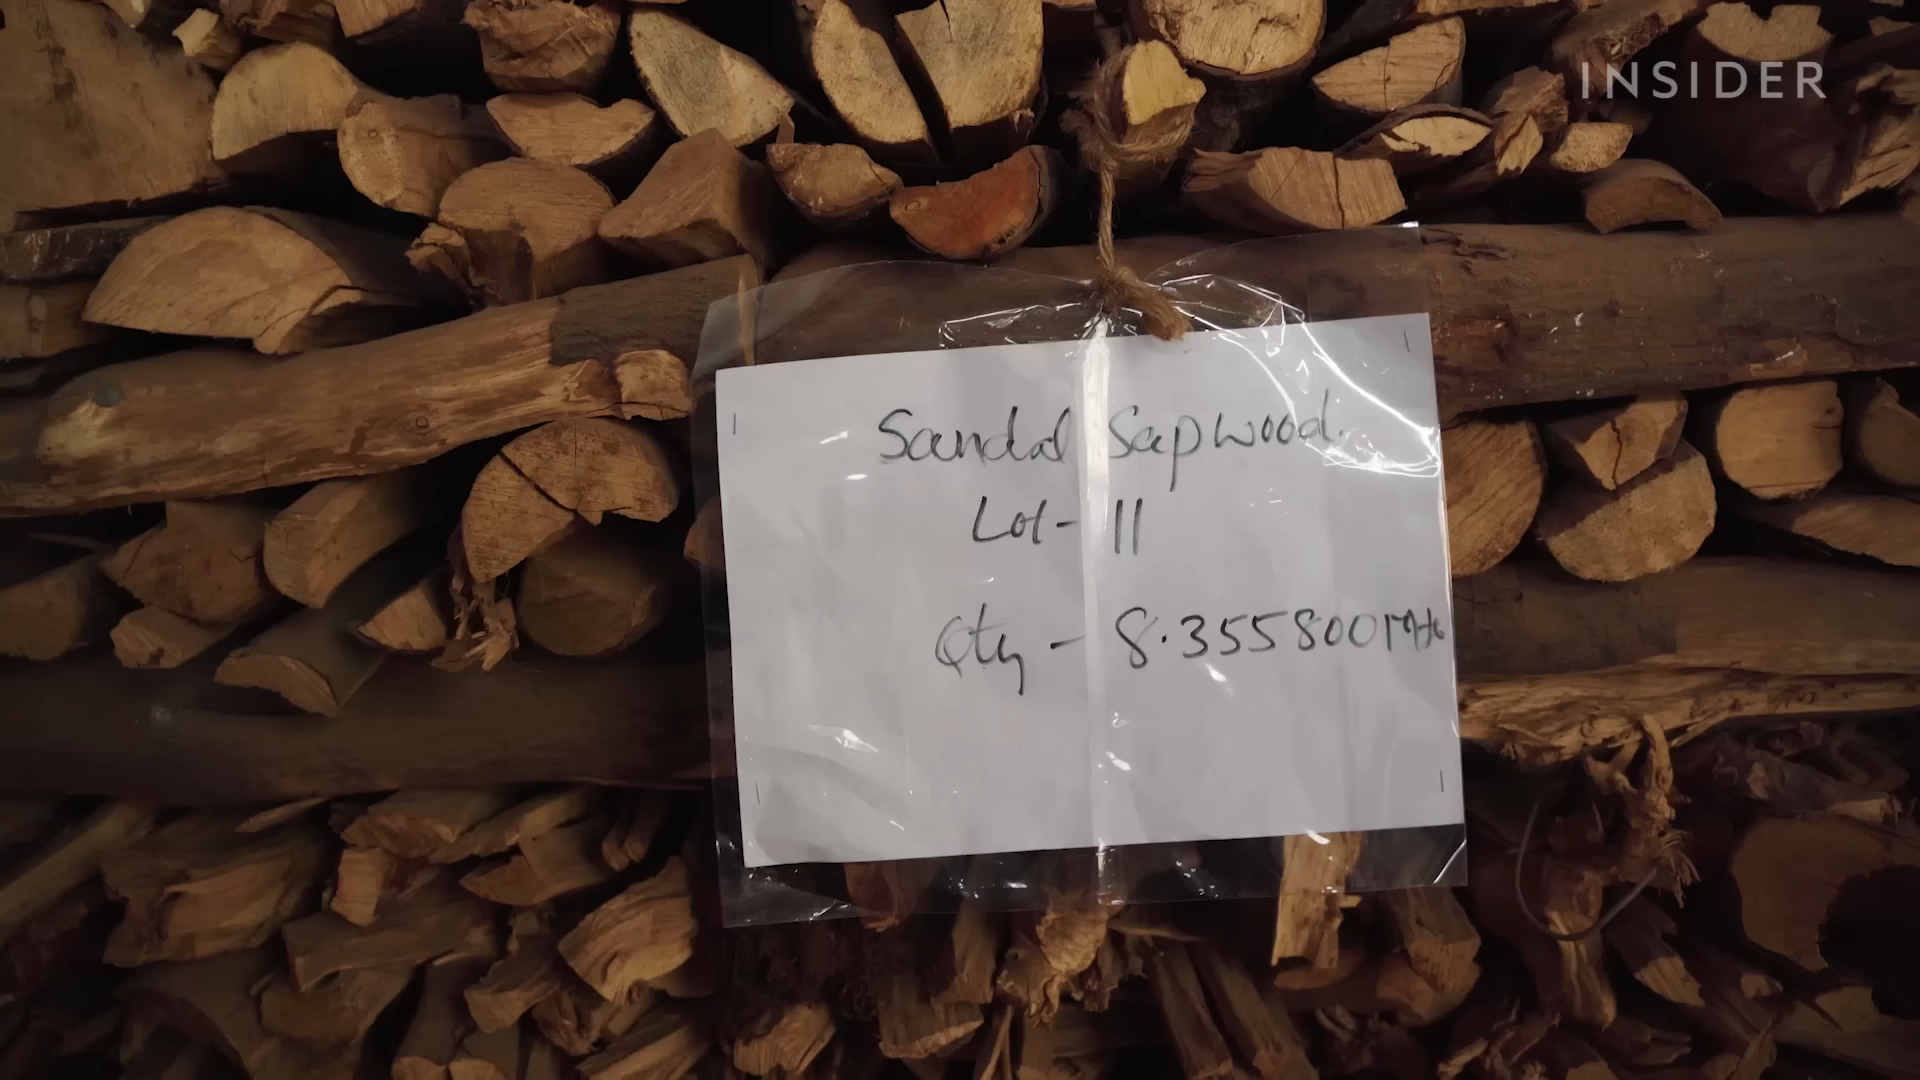 INSIDER
Sandal Sapwood.
Lot - 11
Qty - 8.355800